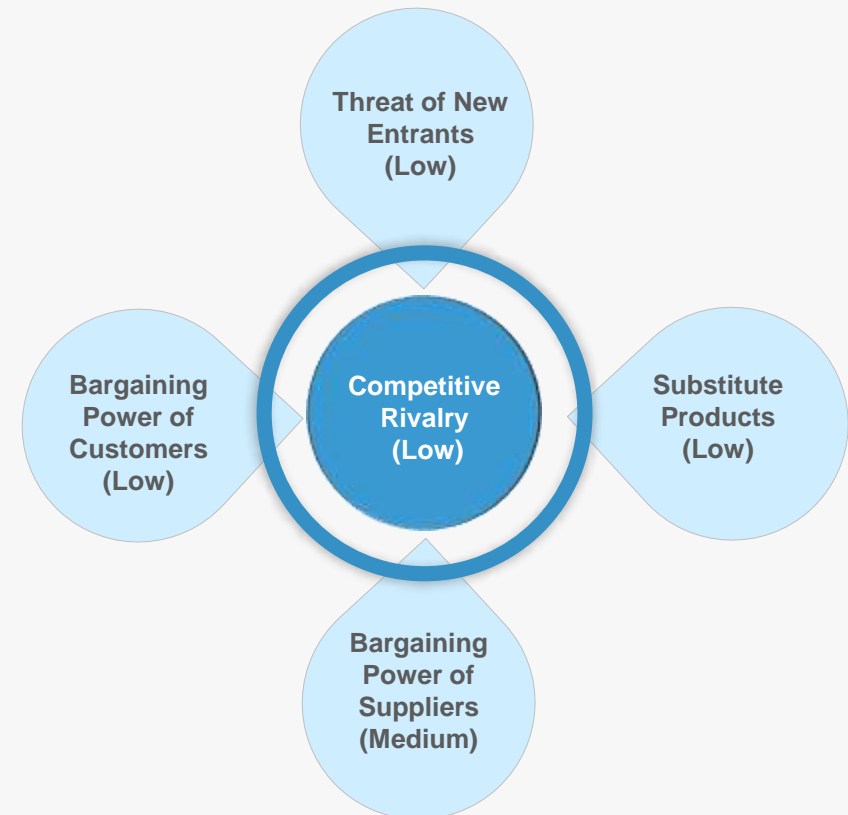 Threat of New
Entrants
(Low)
Bargaining
Power of
Customers
(Low)
Competitive
Rivalry
(Low)
Substitute
Products
(Low)
Bargaining
Power of
Suppliers
(Medium)